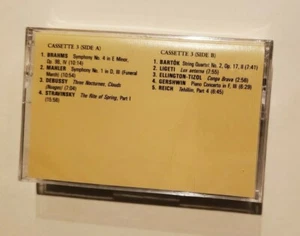 CASSETTE 3 (SIDE A)
1. BRAHMS Symphony No. 4 in E Minor,
Op. 98, IV (10:14)
2. MAHLER Symphony No. 1 in D, III (Funeral
March) (10:54)
3. DEBUSSY Three Nocturnes, Clouds
(Nuages) (7:04)
4. STRAVINSKY The Rite of Spring, Part I
(15:58)
CASSETTE 3 (SIDE B)
1. BARTÓK String Quartet No. 2, Op. 17, II (7:41)
2. LIGETI Lux aeterna (7:55)
3. ELLINGTON-TIZOL Conga Brava (2:56)
4. GERSHWIN Piano Concerto in F, III (6:29)
5. REICH Tehillim, Part 4 (6:45)